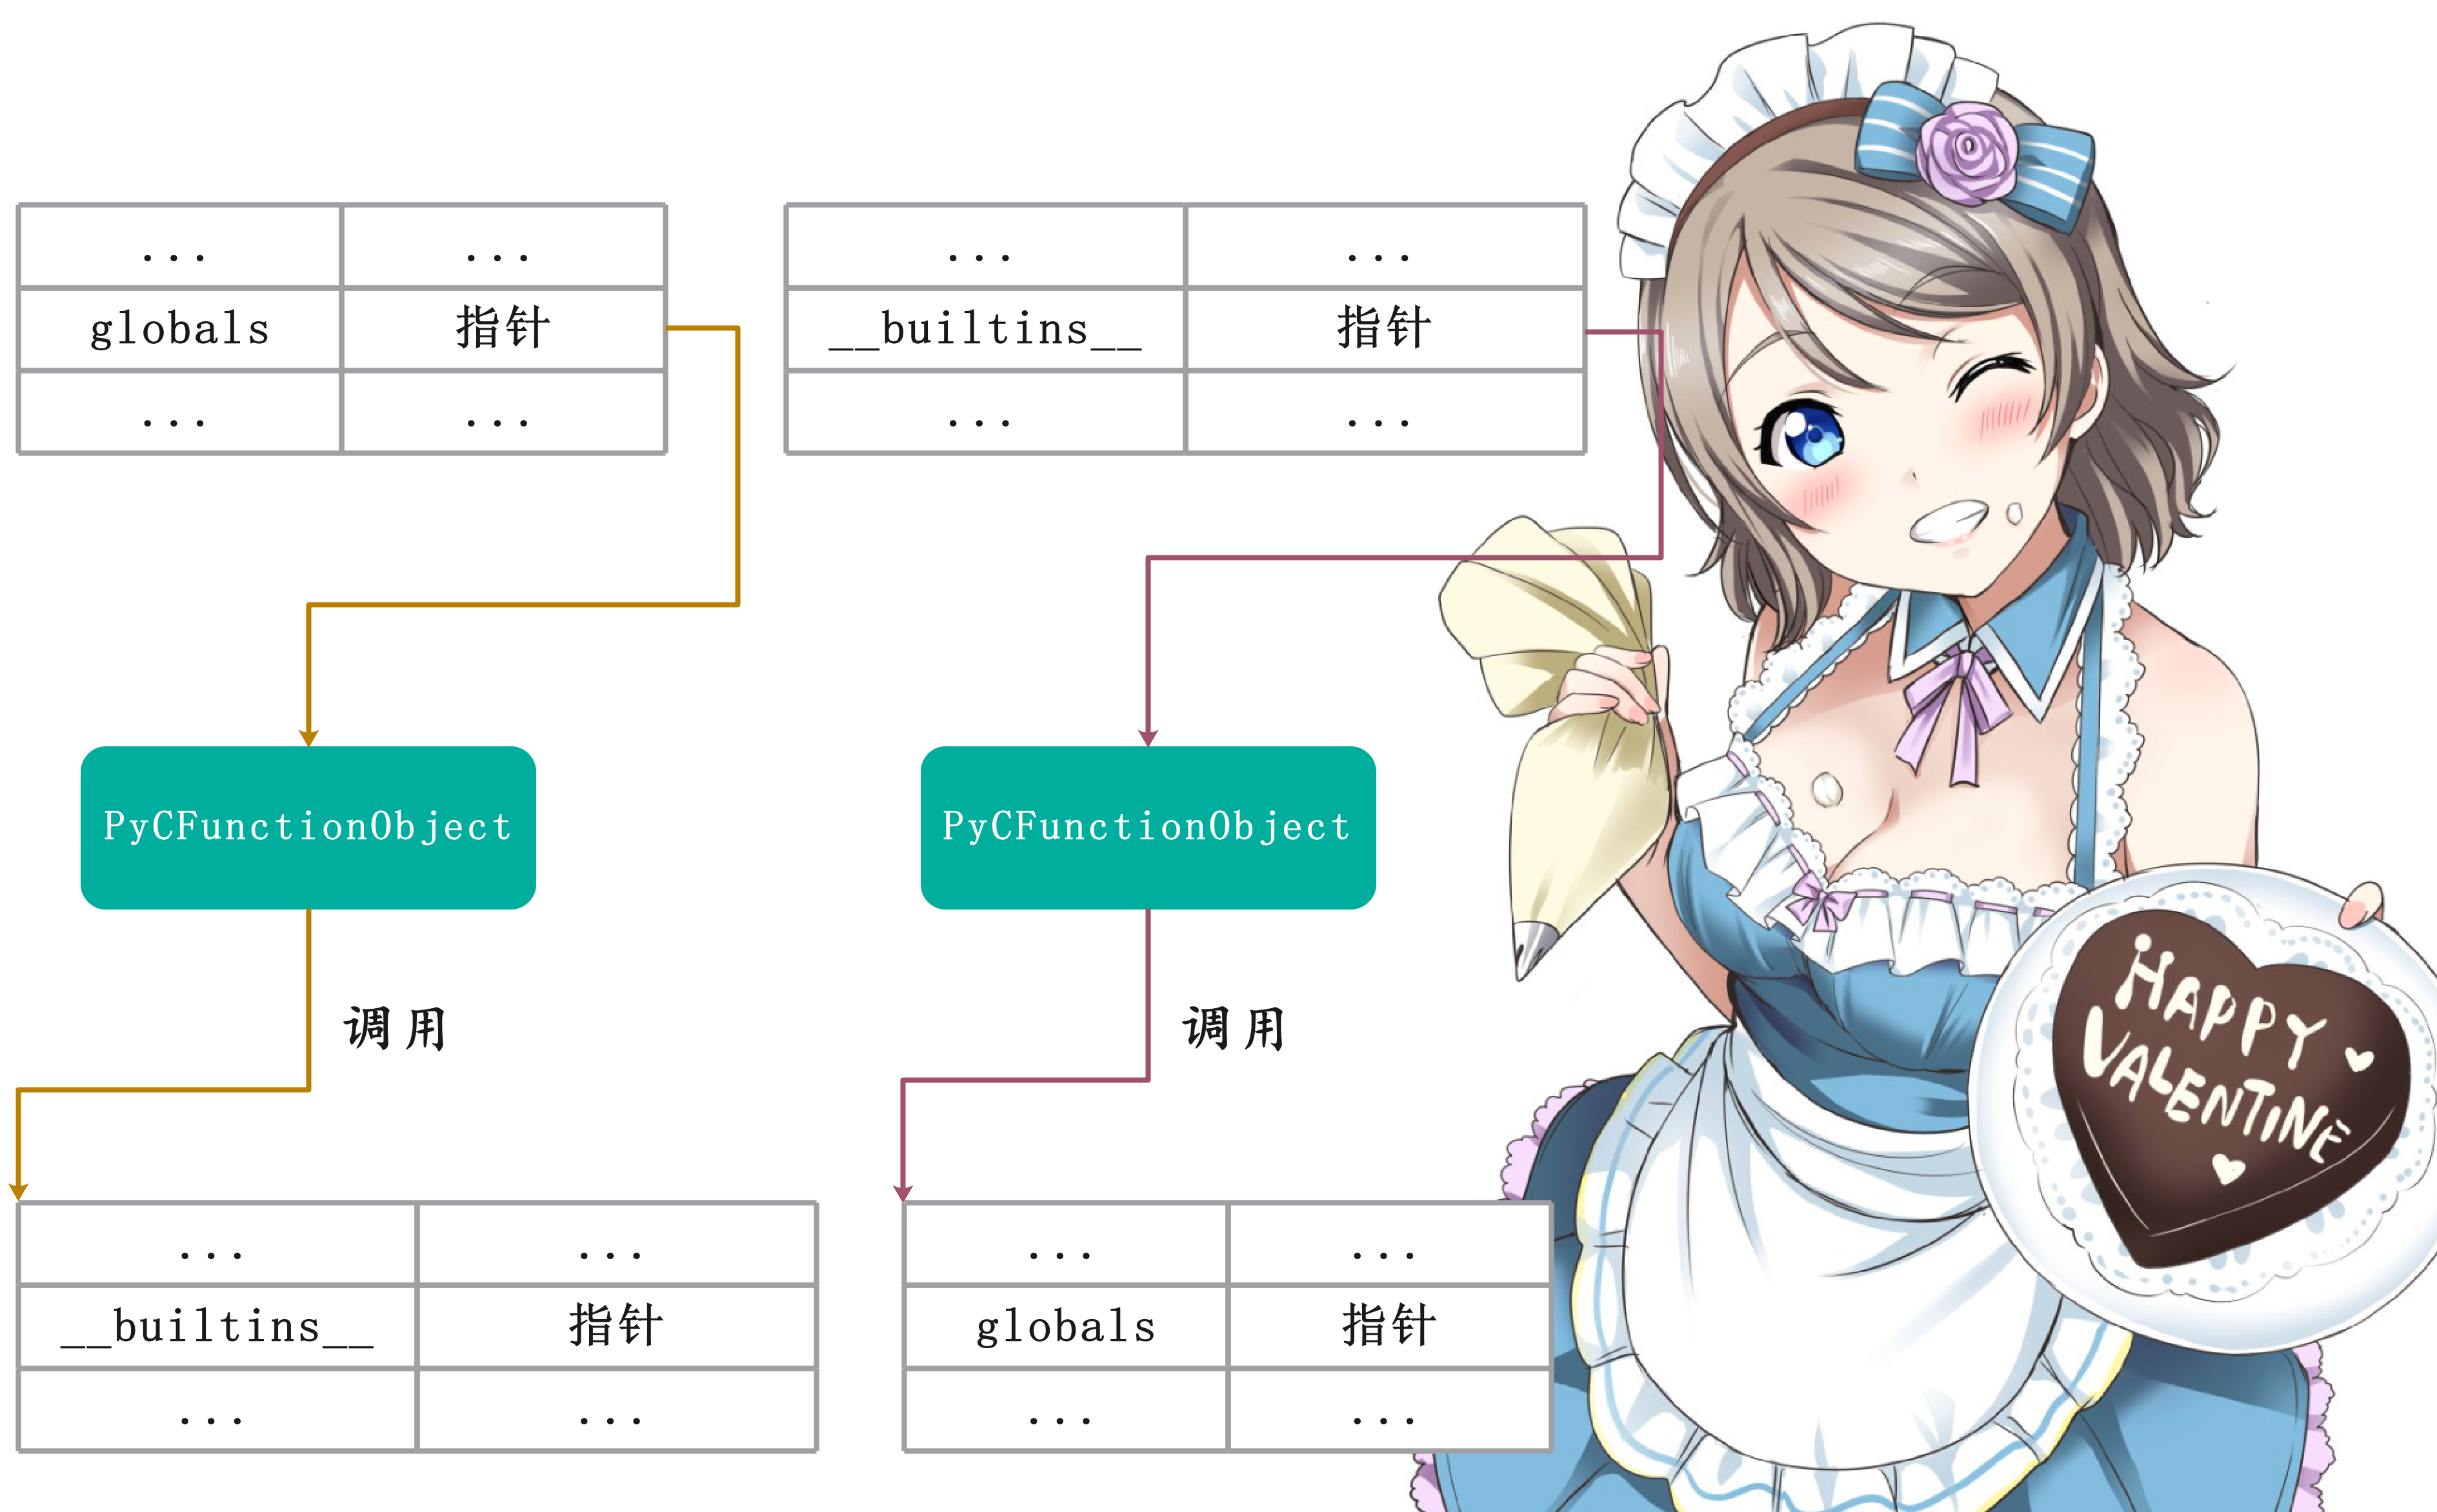 ... ...
globals 指针
... ...
... ...
__builtins__ 指针
... ...
PyCFunctionObject
PyCFunctionObject
调用
调用
... ...
__builtins__ 指针
... ...
... ...
globals 指针
... ...
HAPPY
VALENTINE